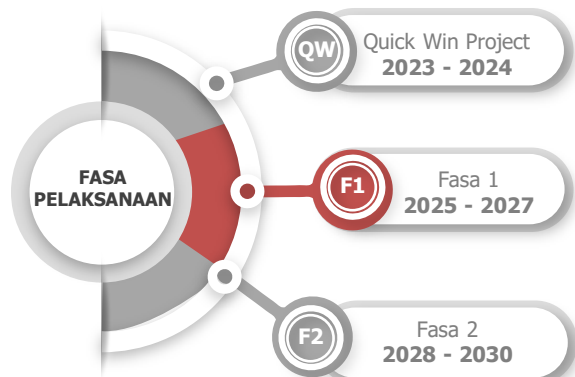 FASA
PELAKSANAAN
QW
Quick Win Project
2023 - 2024
F1
Fasa 1
2025 - 2027
F2
Fasa 2
2028 - 2030